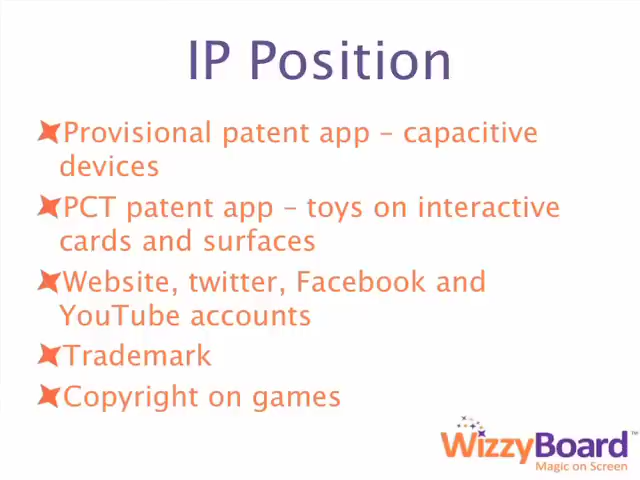 IP Position
Provisional patent app – capacitive
devices
PCT patent app – toys on interactive
cards and surfaces
Website, twitter, Facebook and
YouTube accounts
Trademark
Copyright on games
WizzyBoard™
Magic on Screen